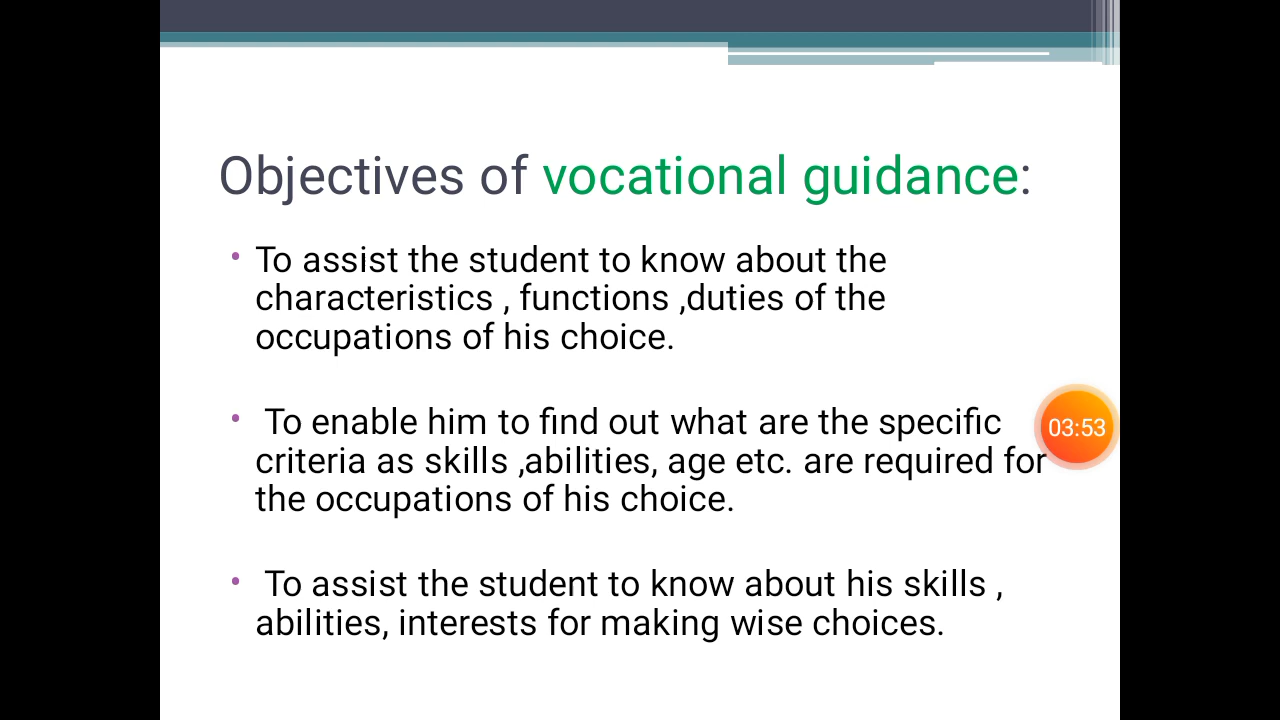 Objectives of vocational guidance:
• To assist the student to know about the
characteristics , functions ,duties of the
occupations of his choice.
• To enable him to find out what are the specific
criteria as skills ,abilities, age etc. are required for
the occupations of his choice.
• To assist the student to know about his skills ,
abilities, interests for making wise choices.
03:53